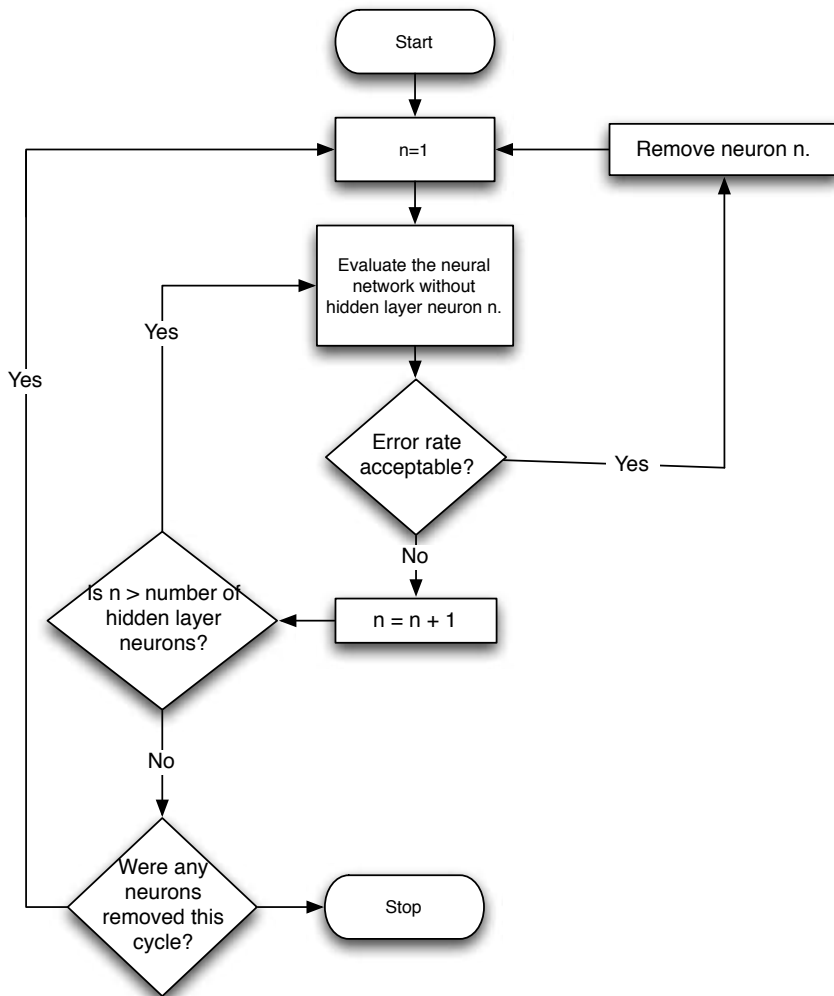 Start
n=1
Remove neuron n.
Evaluate the neural
network without
hidden layer neuron n.
Yes
Yes
Error rate
acceptable?
Yes
No
Is n > number of
hidden layer
neurons?
n = n + 1
No
Were any
neurons
removed this
cycle?
Stop